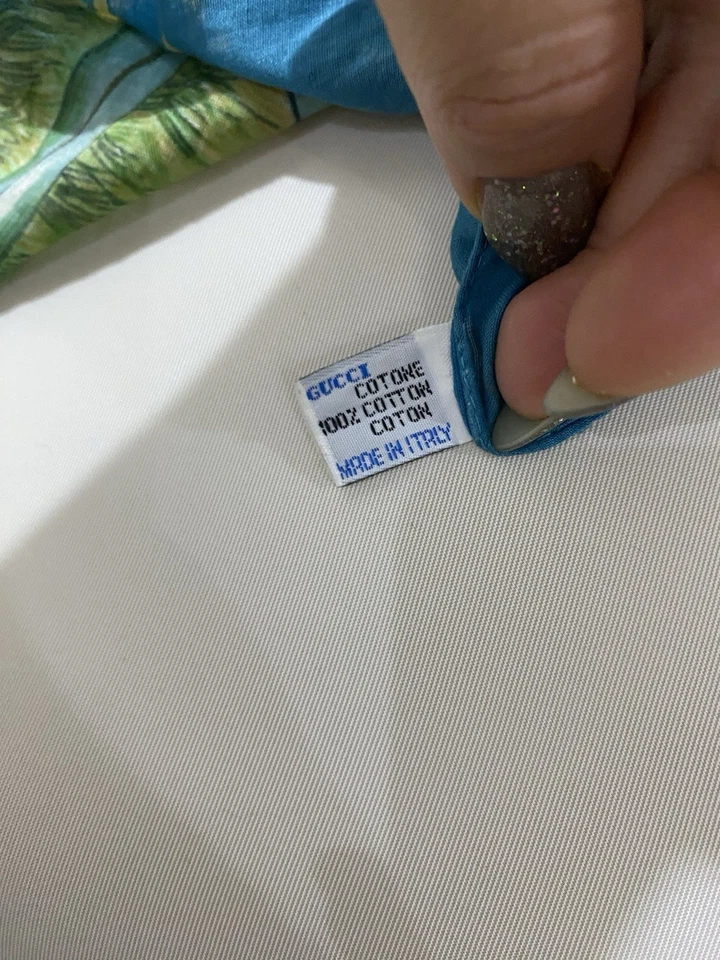 GUCCI
COTONE
100% COTTON
COTON
MADE IN ITALY